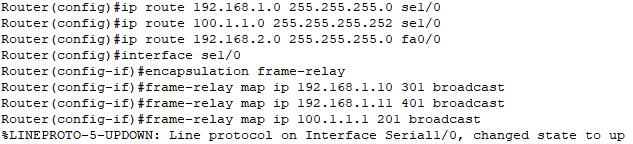 Router(config)#ip route 192.168.1.0 255.255.255.0 se1/0
Router(config)#ip route 100.1.1.0 255.255.255.252 se1/0
Router(config)#ip route 192.168.2.0 255.255.255.0 fa0/0
Router(config)#interface se1/0
Router(config-if)#encapsulation frame-relay
Router(config-if)#frame-relay map ip 192.168.1.10 301 broadcast
Router(config-if)#frame-relay map ip 192.168.1.11 401 broadcast
Router(config-if)#frame-relay map ip 100.1.1.1 201 broadcast
%LINEPROTO-5-UPDOWN: Line protocol on Interface Serial1/0, changed state to up